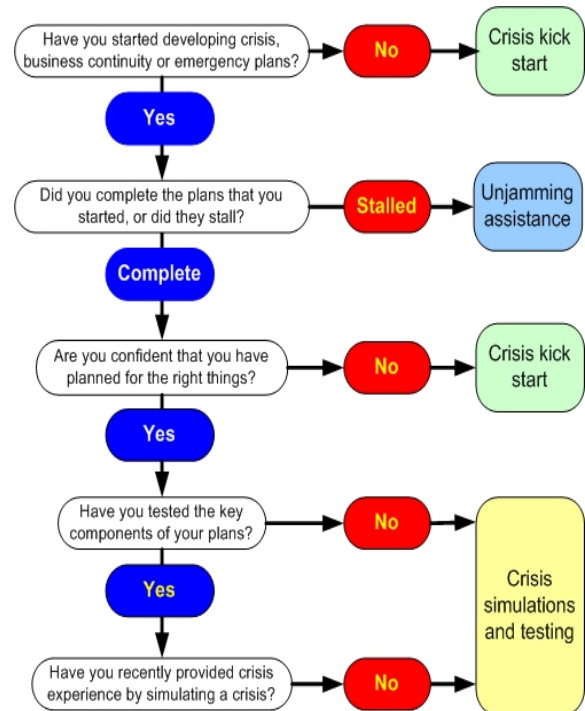 Have you started developing crisis,
business continuity or emergency plans?
No
Crisis kick
start
Yes
Did you complete the plans that you
started, or did they stall?
Stalled
Unjamming
assistance
Complete
Are you confident that you have
planned for the right things?
No
Crisis kick
start
Yes
Have you tested the key
components of your plans?
No
Crisis
simulations
and testing
Yes
Have you recently provided crisis
experience by simulating a crisis?
No